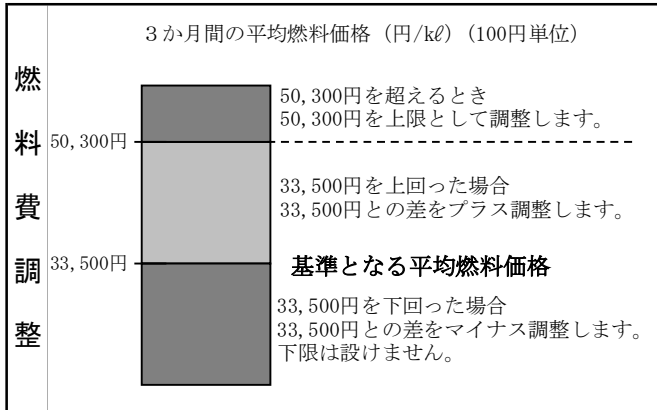 燃料費調整
3か月間の平均燃料価格（円/kℓ）（100円単位）
50,300円を超えるとき
50,300円を上限として調整します。
50,300円
33,500円を上回った場合
33,500円との差をプラス調整します。
33,500円
基準となる平均燃料価格
33,500円を下回った場合
33,500円との差をマイナス調整します。
下限は設けません。